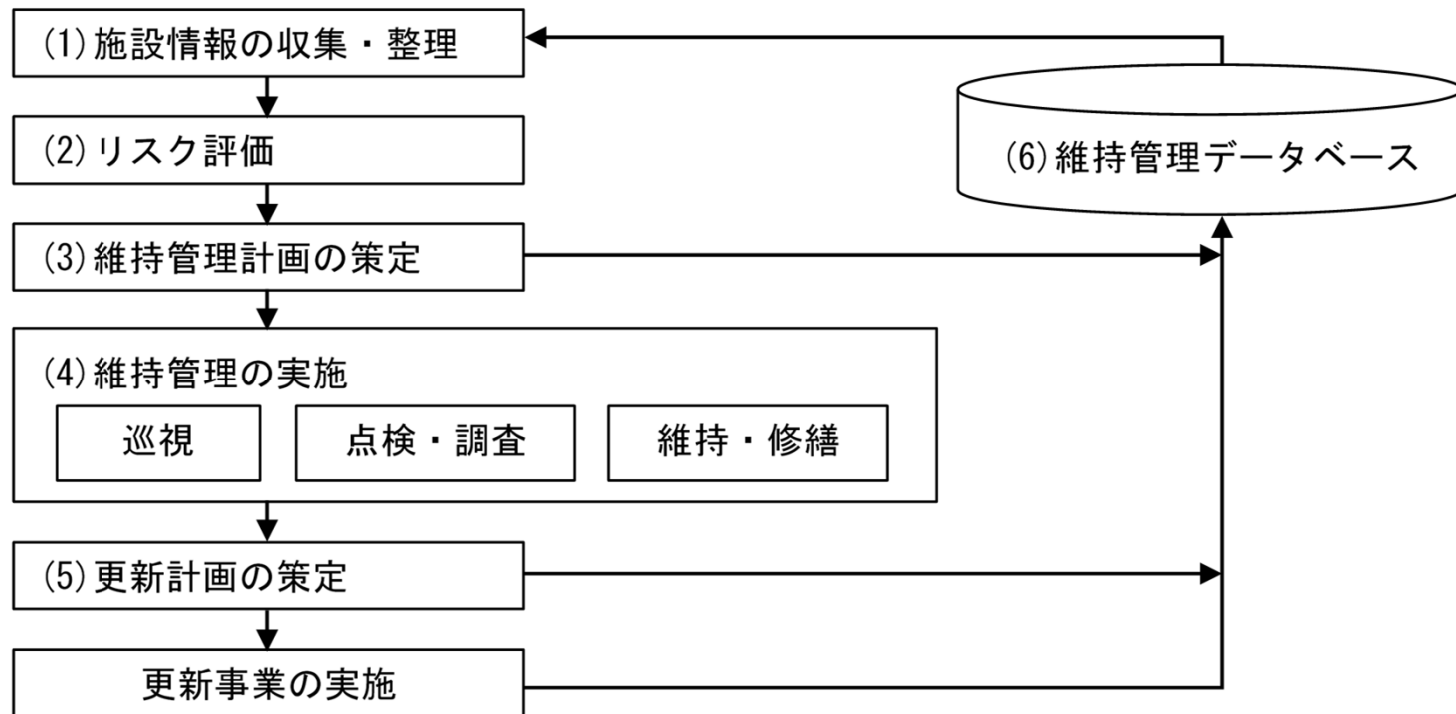 (1)施設情報の収集・整理
(2)リスク評価
(6)維持管理データベース
(3)維持管理計画の策定
(4)維持管理の実施
巡視
点検・調査
維持・修繕
(5)更新計画の策定
更新事業の実施